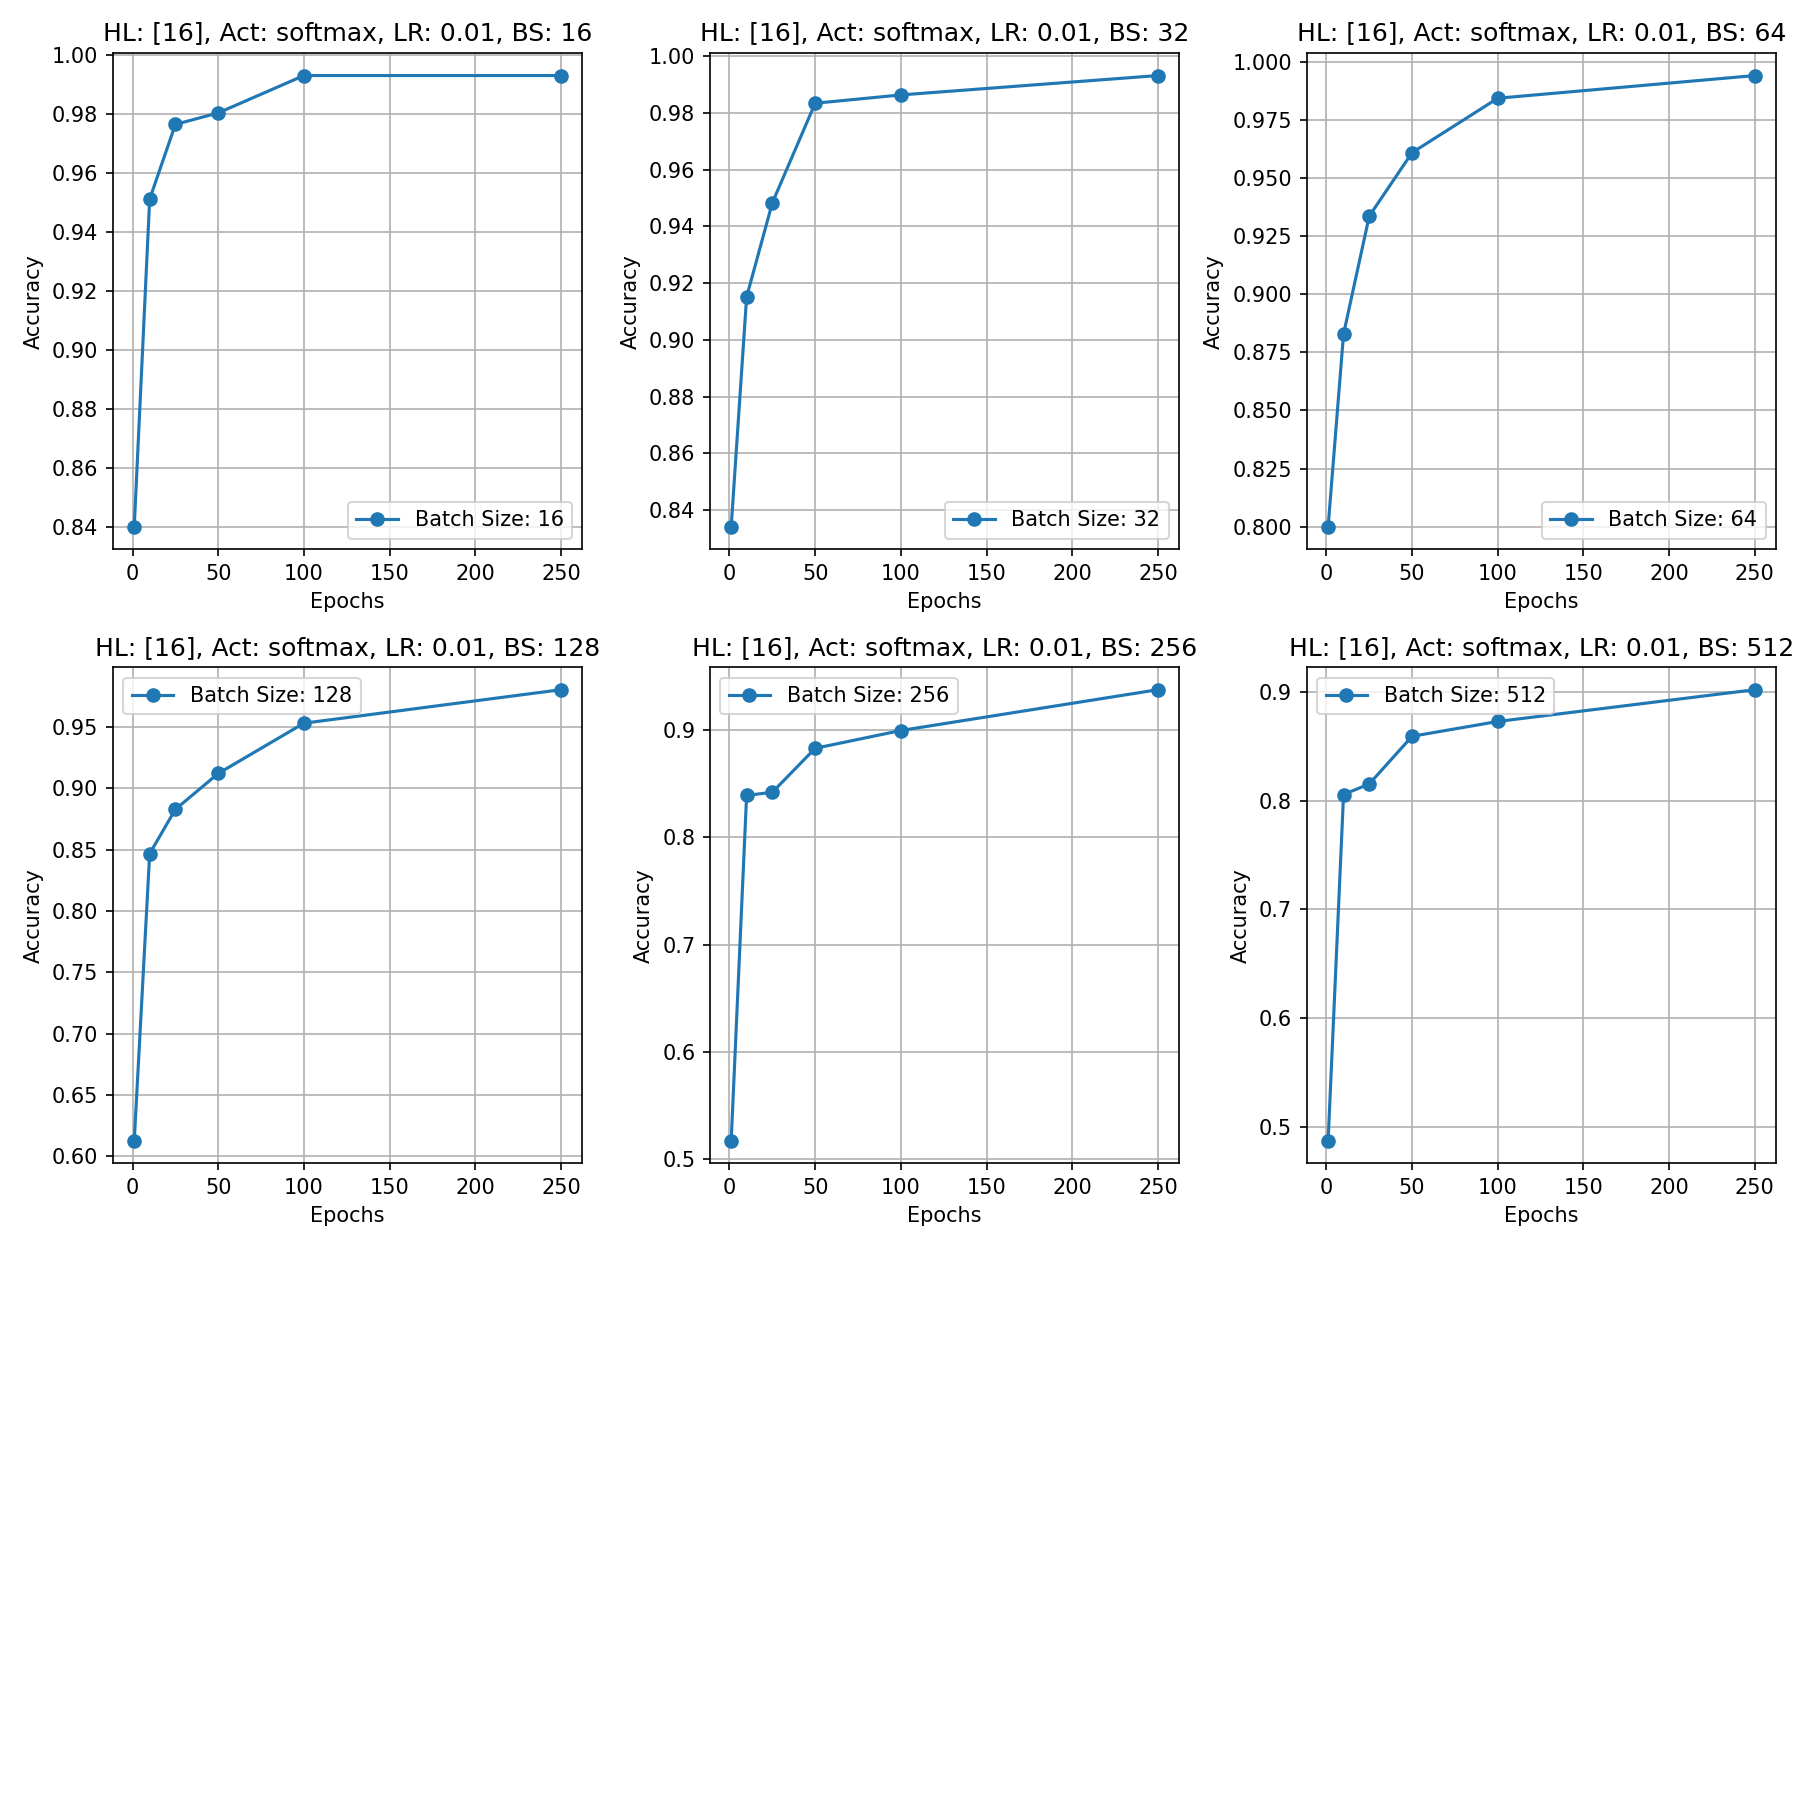 HL: [16], Act: softmax, LR: 0.01, BS: 16
1.00
0.98
0.96
0.94
0.92
0.90
0.88
0.86
0.84
Accuracy
Batch Size: 16
0 50 100 150 200 250
Epochs
HL: [16], Act: softmax, LR: 0.01, BS: 32
1.00
0.98
0.96
0.94
0.92
0.90
0.88
0.86
0.84
Accuracy
Batch Size: 32
0 50 100 150 200 250
Epochs
HL: [16], Act: softmax, LR: 0.01, BS: 64
1.000
0.975
0.950
0.925
0.900
0.875
0.850
0.825
0.800
Accuracy
Batch Size: 64
0 50 100 150 200 250
Epochs
HL: [16], Act: softmax, LR: 0.01, BS: 128
Batch Size: 128
0.95
0.90
0.85
0.80
0.75
0.70
0.65
0.60
Accuracy
0 50 100 150 200 250
Epochs
HL: [16], Act: softmax, LR: 0.01, BS: 256
Batch Size: 256
0.9
0.8
0.7
0.6
0.5
Accuracy
0 50 100 150 200 250
Epochs
HL: [16], Act: softmax, LR: 0.01, BS: 512
Batch Size: 512
0.9
0.8
0.7
0.6
0.5
Accuracy
0 50 100 150 200 250
Epochs